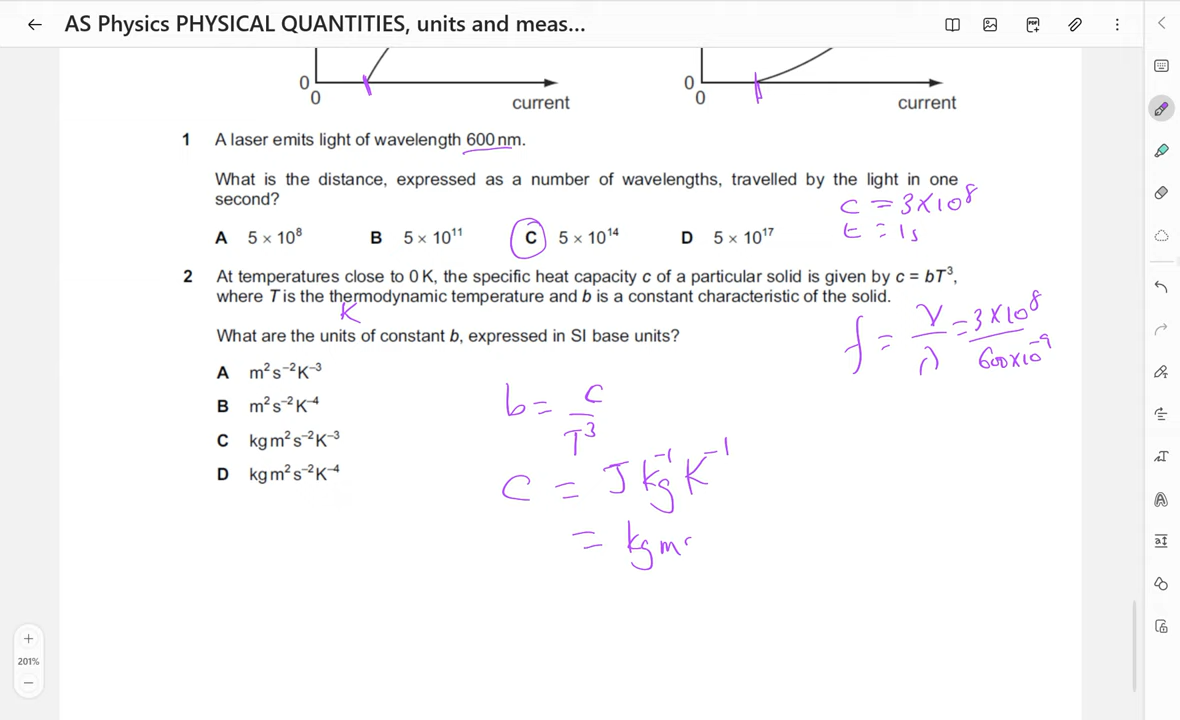 AS Physics PHYSICAL QUANTITIES, units and meas...
0
0
current
0
0
current
1 A laser emits light of wavelength 600 nm.
What is the distance, expressed as a number of wavelengths, travelled by the light in one
second?
c = 3×10⁸
t = 1s
A 5 × 10⁸ B 5 × 10¹¹ C 5 × 10¹⁴ D 5 × 10¹⁷
2 At temperatures close to 0 K, the specific heat capacity c of a particular solid is given by c = bT³,
where T is the thermodynamic temperature and b is a constant characteristic of the solid.
K
f = v/λ = 3×10⁸/600×10⁻⁹
What are the units of constant b, expressed in SI base units?
A m²s⁻²K⁻³
B m²s⁻²K⁻⁴
C kg m²s⁻²K⁻³
D kg m²s⁻²K⁻⁴
b = c/T³
c = J kg⁻¹ K⁻¹
= kg m
201%